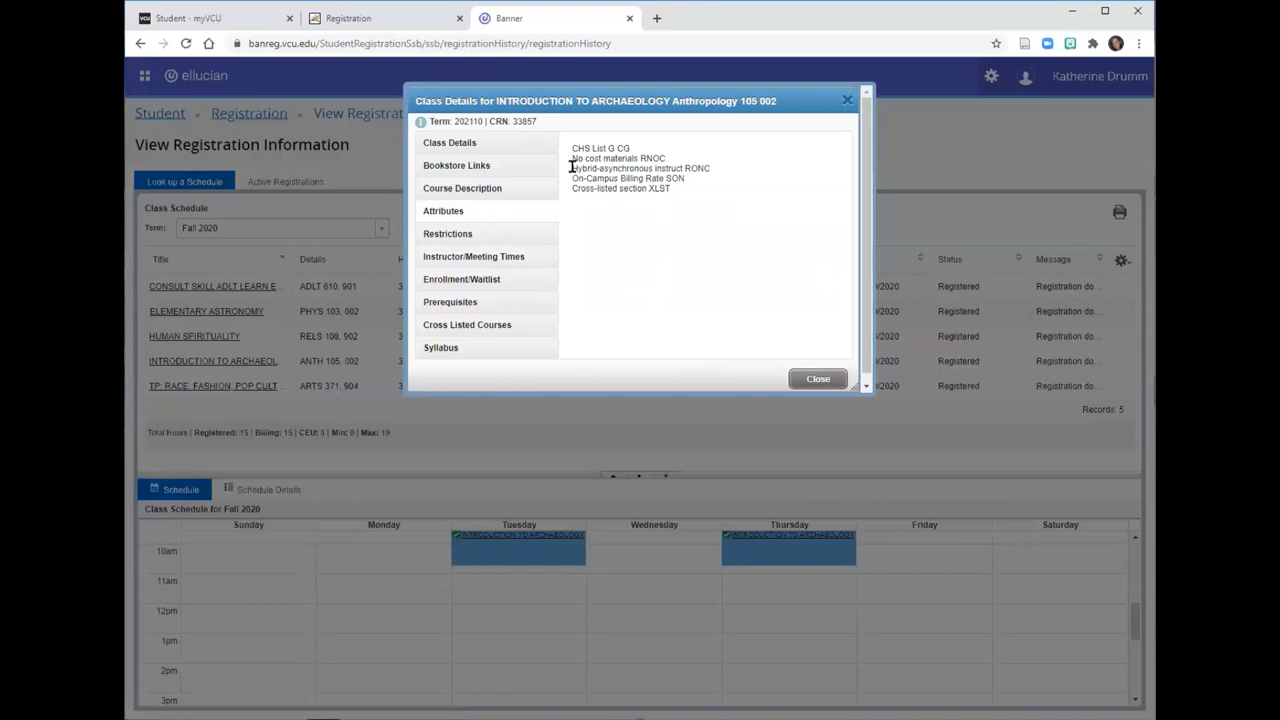 Student - myVCU
Registration
Banner
banreg.vcu.edu/StudentRegistrationSsb/ssb/registrationHistory/registrationHistory
ellucian
Katherine Drumm
Student
Registration
View Registrat
View Registration Information
Look up a Schedule
Active Registrations
Class Schedule
Term: Fall 2020
Title Details H Status Message
CONSULT SKILL ADLT LEARN E... ADLT 610, 901 3 0/2020 Registered Registration do...
ELEMENTARY ASTRONOMY PHYS 103, 002 0/2020 Registered Registration do...
HUMAN SPIRITUALITY RELS 108, 902 3 0/2020 Registered Registration do...
INTRODUCTION TO ARCHAEOL... ANTH 105, 002 3 0/2020 Registered Registration do...
TP: RACE, FASHION, POP CULT... ARTS 371, 904 3 0/2020 Registered Registration do...
Records: 5
Total Hours | Registered: 15 | Billing: 15 | CEU: 0 | Min: 0 | Max: 19
Class Details for INTRODUCTION TO ARCHAEOLOGY Anthropology 105 002
Term: 202110 | CRN: 33857
Class Details
Bookstore Links
Course Description
Attributes
Restrictions
Instructor/Meeting Times
Enrollment/Waitlist
Prerequisites
Cross Listed Courses
Syllabus
CHS List G CG
No cost materials RNOC
Hybrid-asynchronous instruct RONC
On-Campus Billing Rate SON
Cross-listed section XLST
Close
Schedule
Schedule Details
Class Schedule for Fall 2020
Sunday Monday Tuesday Wednesday Thursday Friday Saturday
INTRODUCTION TO ARCHAEOLOGY INTRODUCTION TO ARCHAEOLOGY
10am
11am
12pm
1pm
2pm
3pm